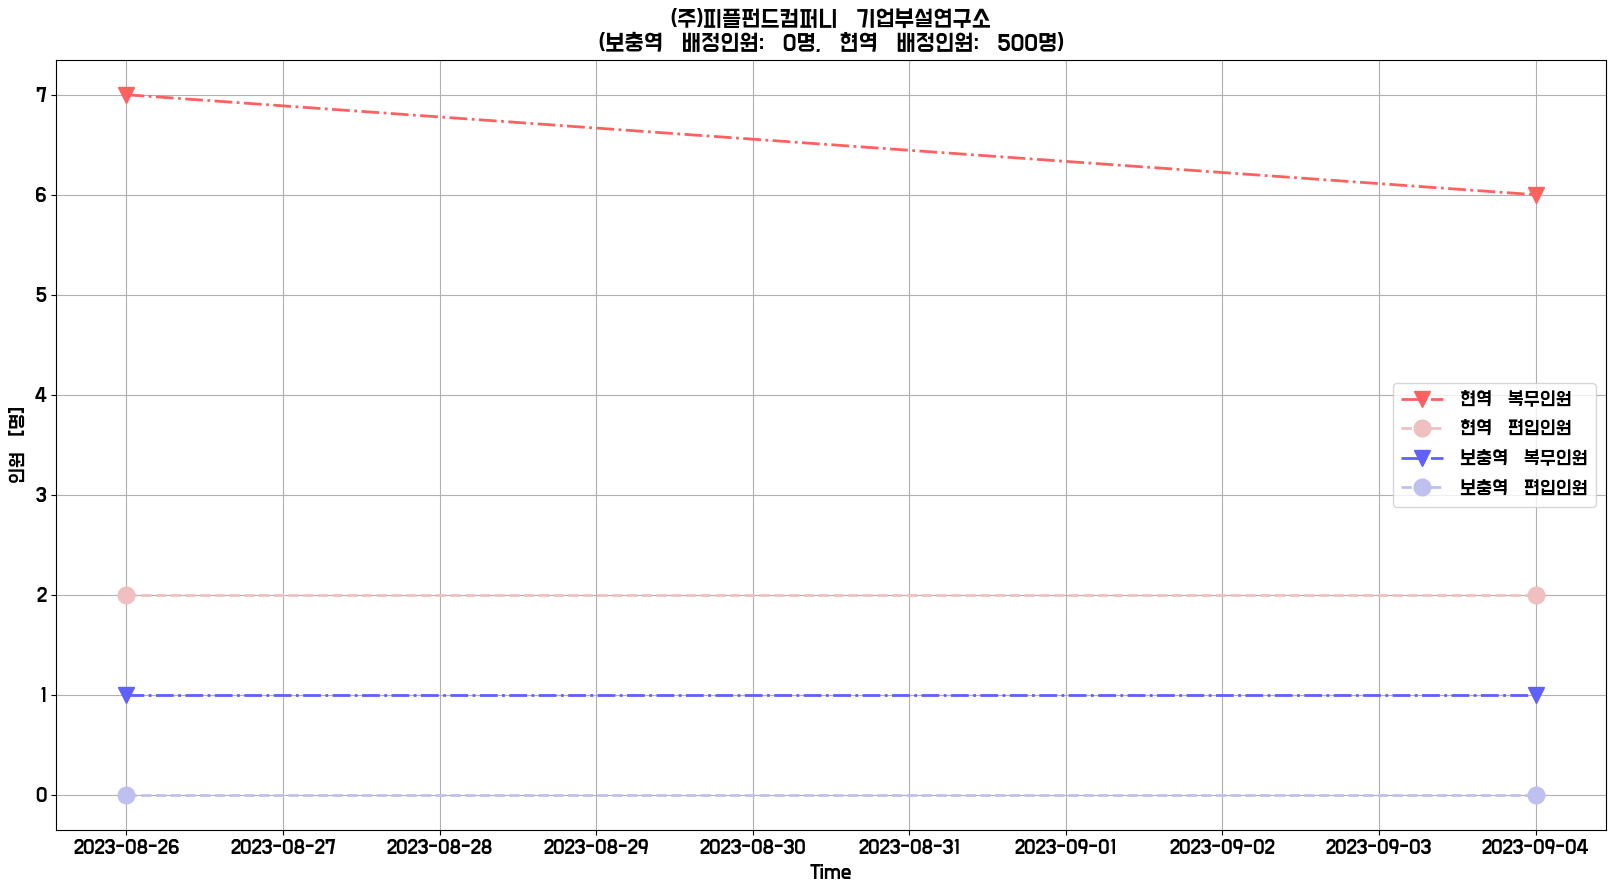 (주)피플펀드컴퍼니 기업부설연구소
(보충역 배정인원: 0명, 현역 배정인원: 500명)
7
6
5
4
3
2
1
0
인원 [명]
현역 복무인원
현역 편입인원
보충역 복무인원
보충역 편입인원
2023-08-26 2023-08-27 2023-08-28 2023-08-29 2023-08-30 2023-08-31 2023-09-01 2023-09-02 2023-09-03 2023-09-04
Time